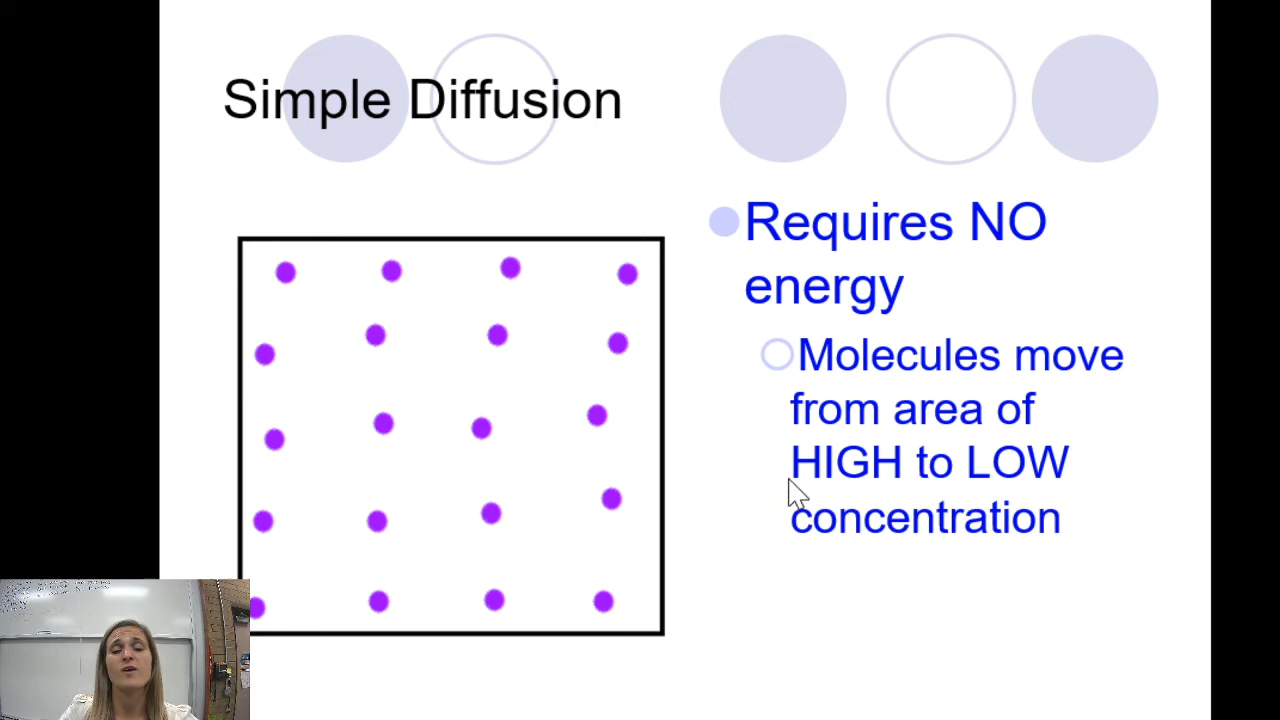 Simple Diffusion
Requires NO
energy
Molecules move
from area of
HIGH to LOW
concentration